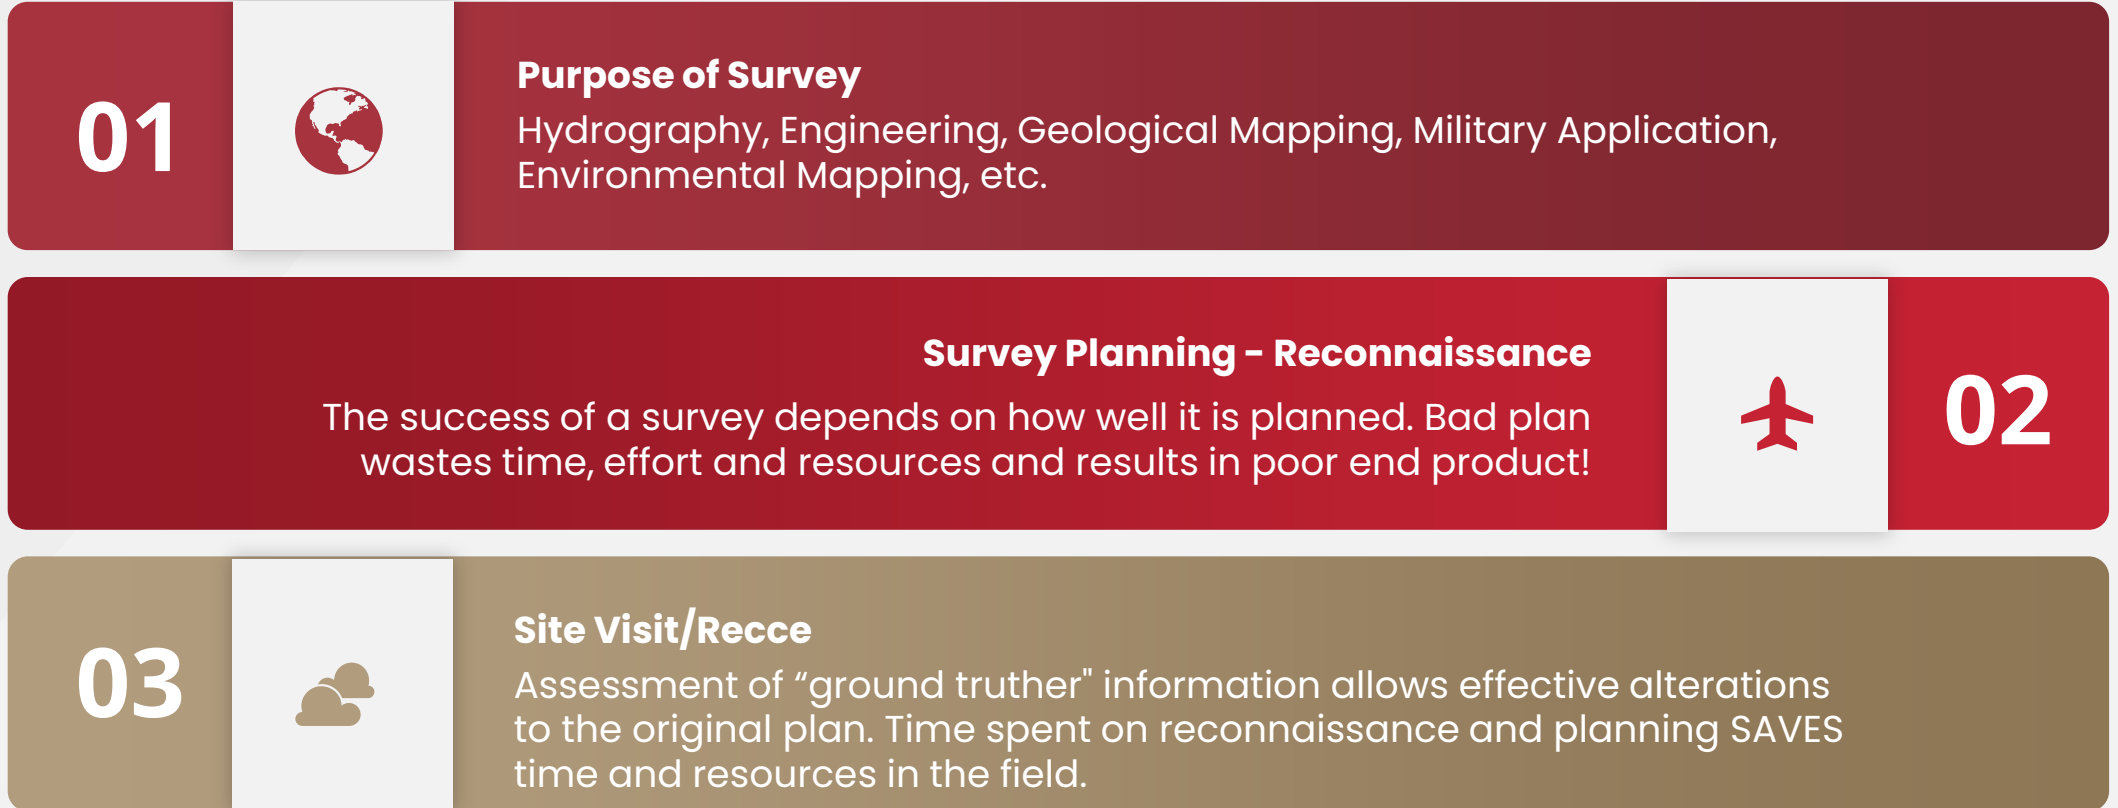 01
Purpose of Survey
Hydrography, Engineering, Geological Mapping, Military Application,
Environmental Mapping, etc.
Survey Planning - Reconnaissance
The success of a survey depends on how well it is planned. Bad plan
wastes time, effort and resources and results in poor end product!
02
03
Site Visit/Recce
Assessment of “ground truther" information allows effective alterations
to the original plan. Time spent on reconnaissance and planning SAVES
time and resources in the field.